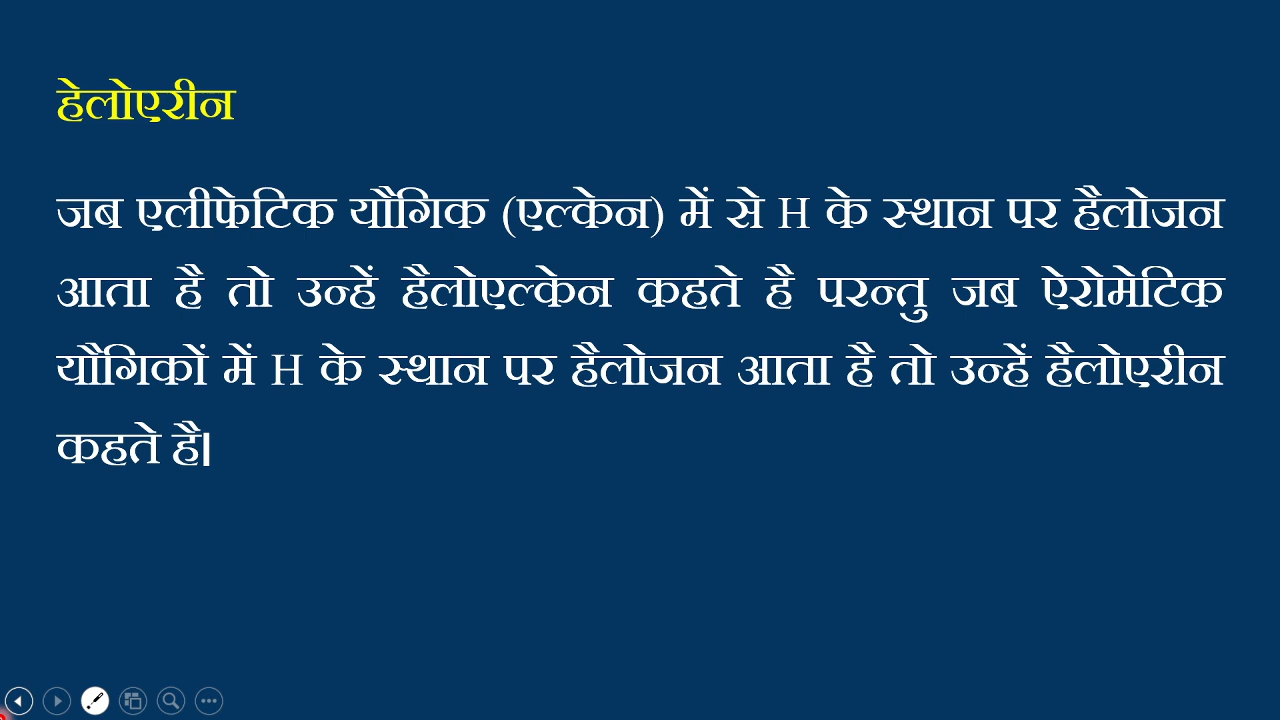 हेलोएरीन
जब एलीफेटिक यौगिक (एल्केन) में से H के स्थान पर हैलोजन
आता है तो उन्हें हैलोएल्केन कहते है परन्तु जब ऐरोमेटिक
यौगिकों में H के स्थान पर हैलोजन आता है तो उन्हें हैलोएरीन
कहते है।